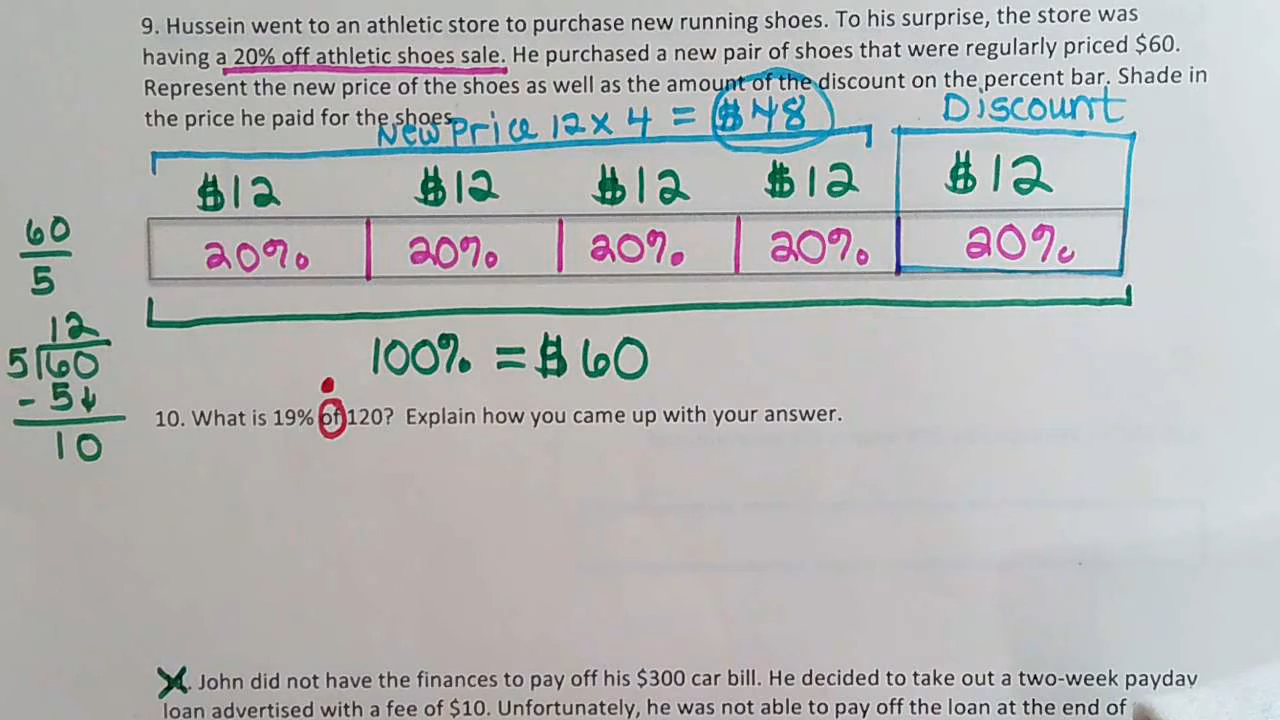 9. Hussein went to an athletic store to purchase new running shoes. To his surprise, the store was
having a 20% off athletic shoes sale. He purchased a new pair of shoes that were regularly priced $60.
Represent the new price of the shoes as well as the amount of the discount on the percent bar. Shade in
the price he paid for the shoes.
New Price 12 x 4 = $48
Discount
$12 $12 $12 $12 $12
20% 20% 20% 20% 20%
60
5
12
5 60
- 5↓
10
100% = $60
10. What is 19% of 120? Explain how you came up with your answer.
John did not have the finances to pay off his $300 car bill. He decided to take out a two-week payday
loan advertised with a fee of $10. Unfortunately, he was not able to pay off the loan at the end of